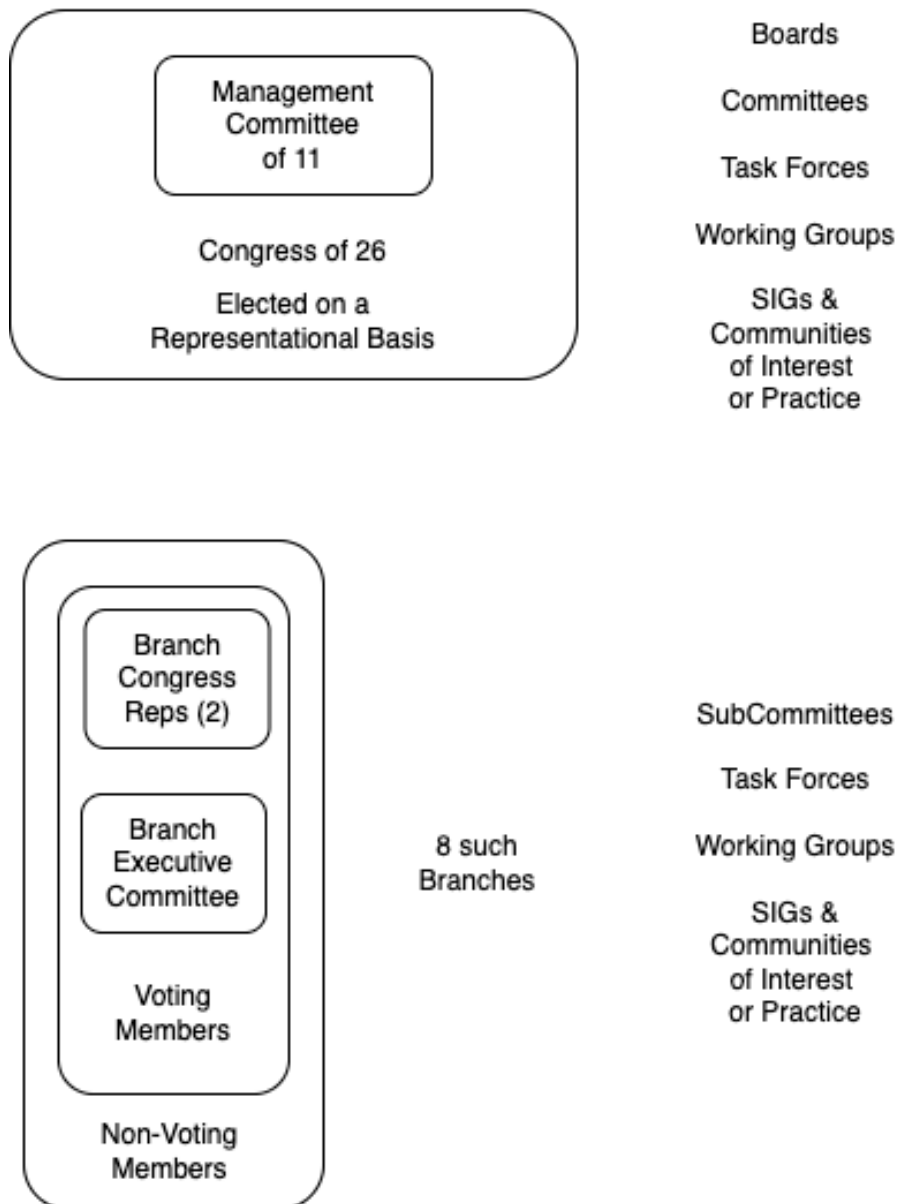 Management
Committee
of 11
Congress of 26
Elected on a
Representational Basis
Boards
Committees
Task Forces
Working Groups
SIGs &
Communities
of Interest
or Practice
Branch
Congress
Reps (2)
Branch
Executive
Committee
Voting
Members
Non-Voting
Members
8 such
Branches
SubCommittees
Task Forces
Working Groups
SIGs &
Communities
of Interest
or Practice